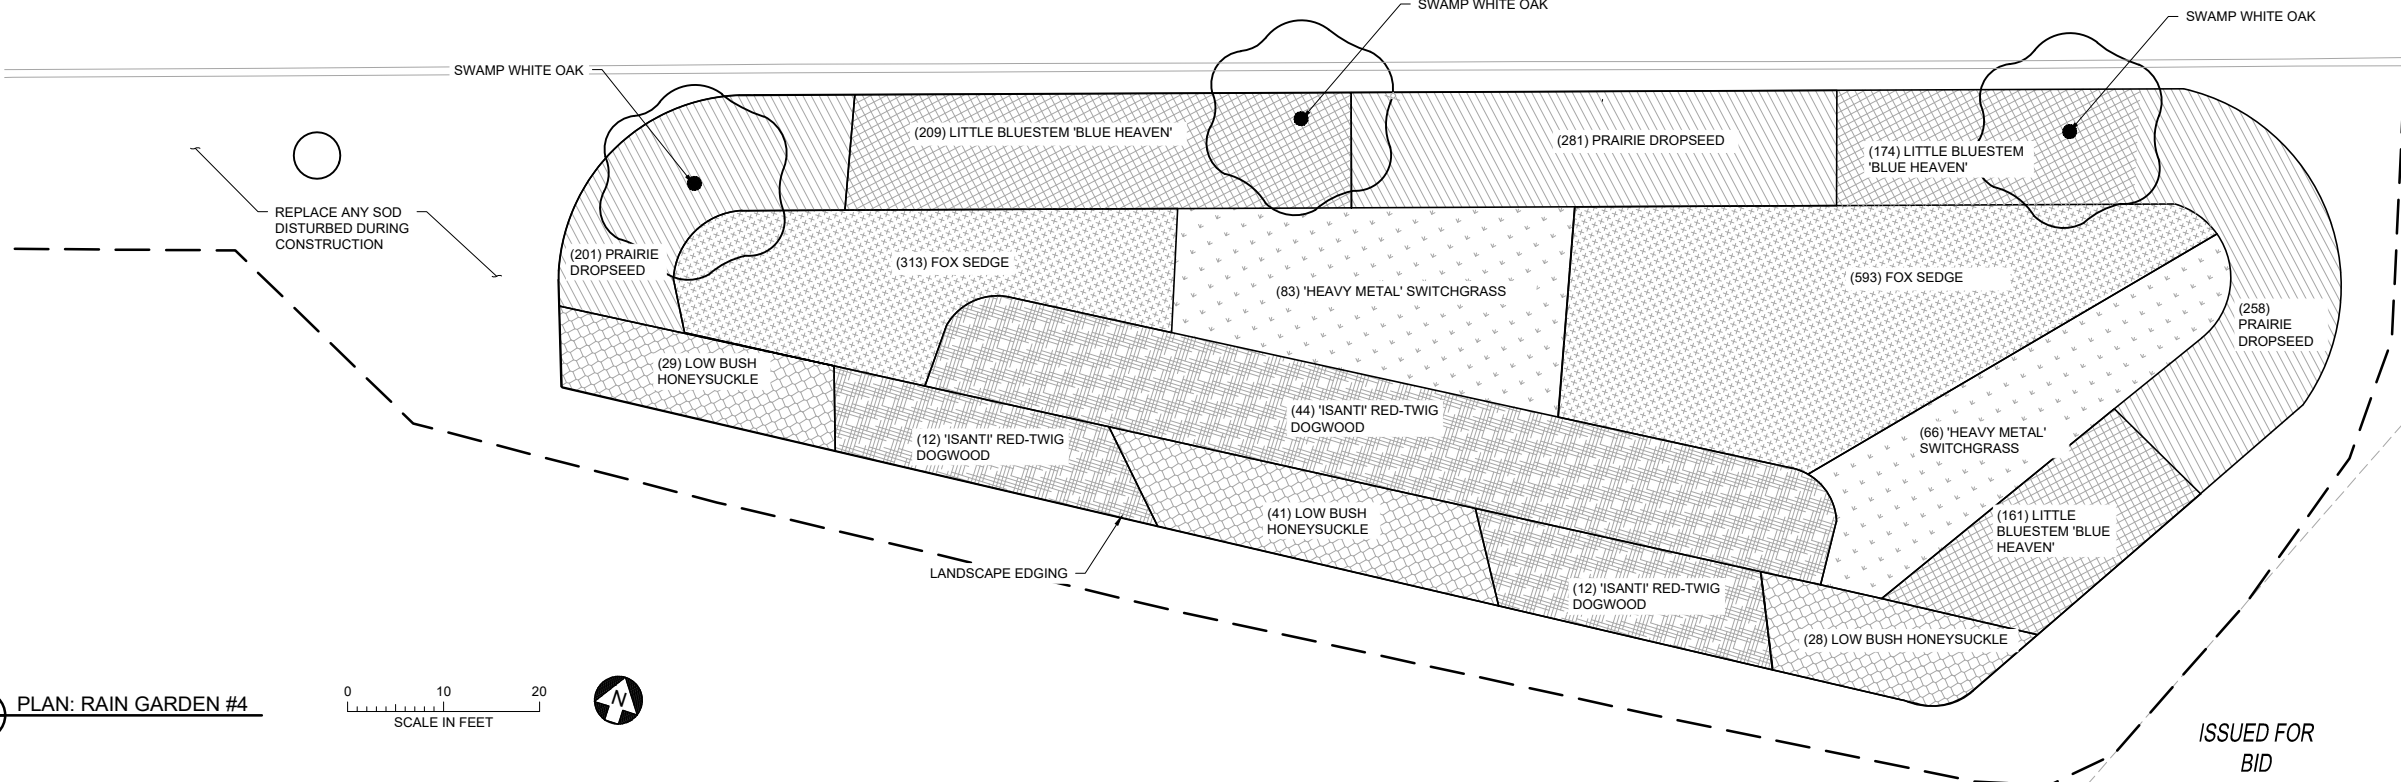 SWAMP WHITE OAK
SWAMP WHITE OAK
SWAMP WHITE OAK
(209) LITTLE BLUESTEM 'BLUE HEAVEN'
(281) PRAIRIE DROPSEED
(174) LITTLE BLUESTEM
'BLUE HEAVEN'
REPLACE ANY SOD
DISTURBED DURING
CONSTRUCTION
(201) PRAIRIE
DROPSEED
(313) FOX SEDGE
(83) 'HEAVY METAL' SWITCHGRASS
(593) FOX SEDGE
(258)
PRAIRIE
DROPSEED
(29) LOW BUSH
HONEYSUCKLE
(44) 'ISANTI' RED-TWIG
DOGWOOD
(12) 'ISANTI' RED-TWIG
DOGWOOD
(66) 'HEAVY METAL'
SWITCHGRASS
(41) LOW BUSH
HONEYSUCKLE
(161) LITTLE
BLUESTEM 'BLUE
HEAVEN'
LANDSCAPE EDGING
(12) 'ISANTI' RED-TWIG
DOGWOOD
(28) LOW BUSH HONEYSUCKLE
PLAN: RAIN GARDEN #4
0 10 20
SCALE IN FEET
N
ISSUED FOR
BID